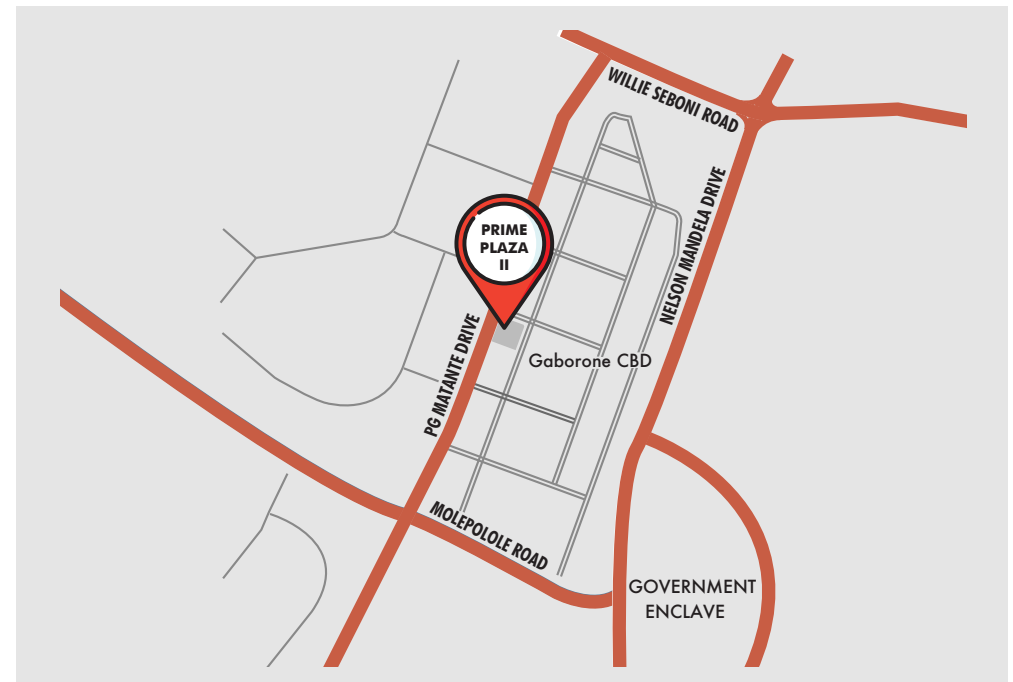 WILLIE SEBONI ROAD
NELSON MANDELA DRIVE
PRIME
PLAZA
II
PG MATANTE DRIVE
Gaborone CBD
MOLEPOLOLE ROAD
GOVERNMENT
ENCLAVE